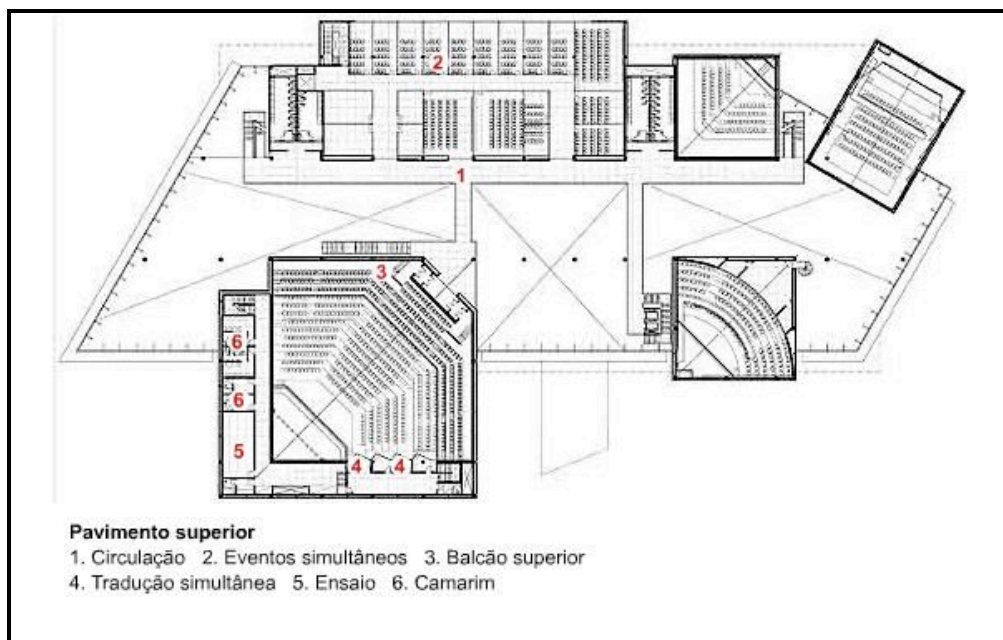 2
1
3
6
6
5
4 4
Pavimento superior
1. Circulação 2. Eventos simultâneos 3. Balcão superior
4. Tradução simultânea 5. Ensaio 6. Camarim